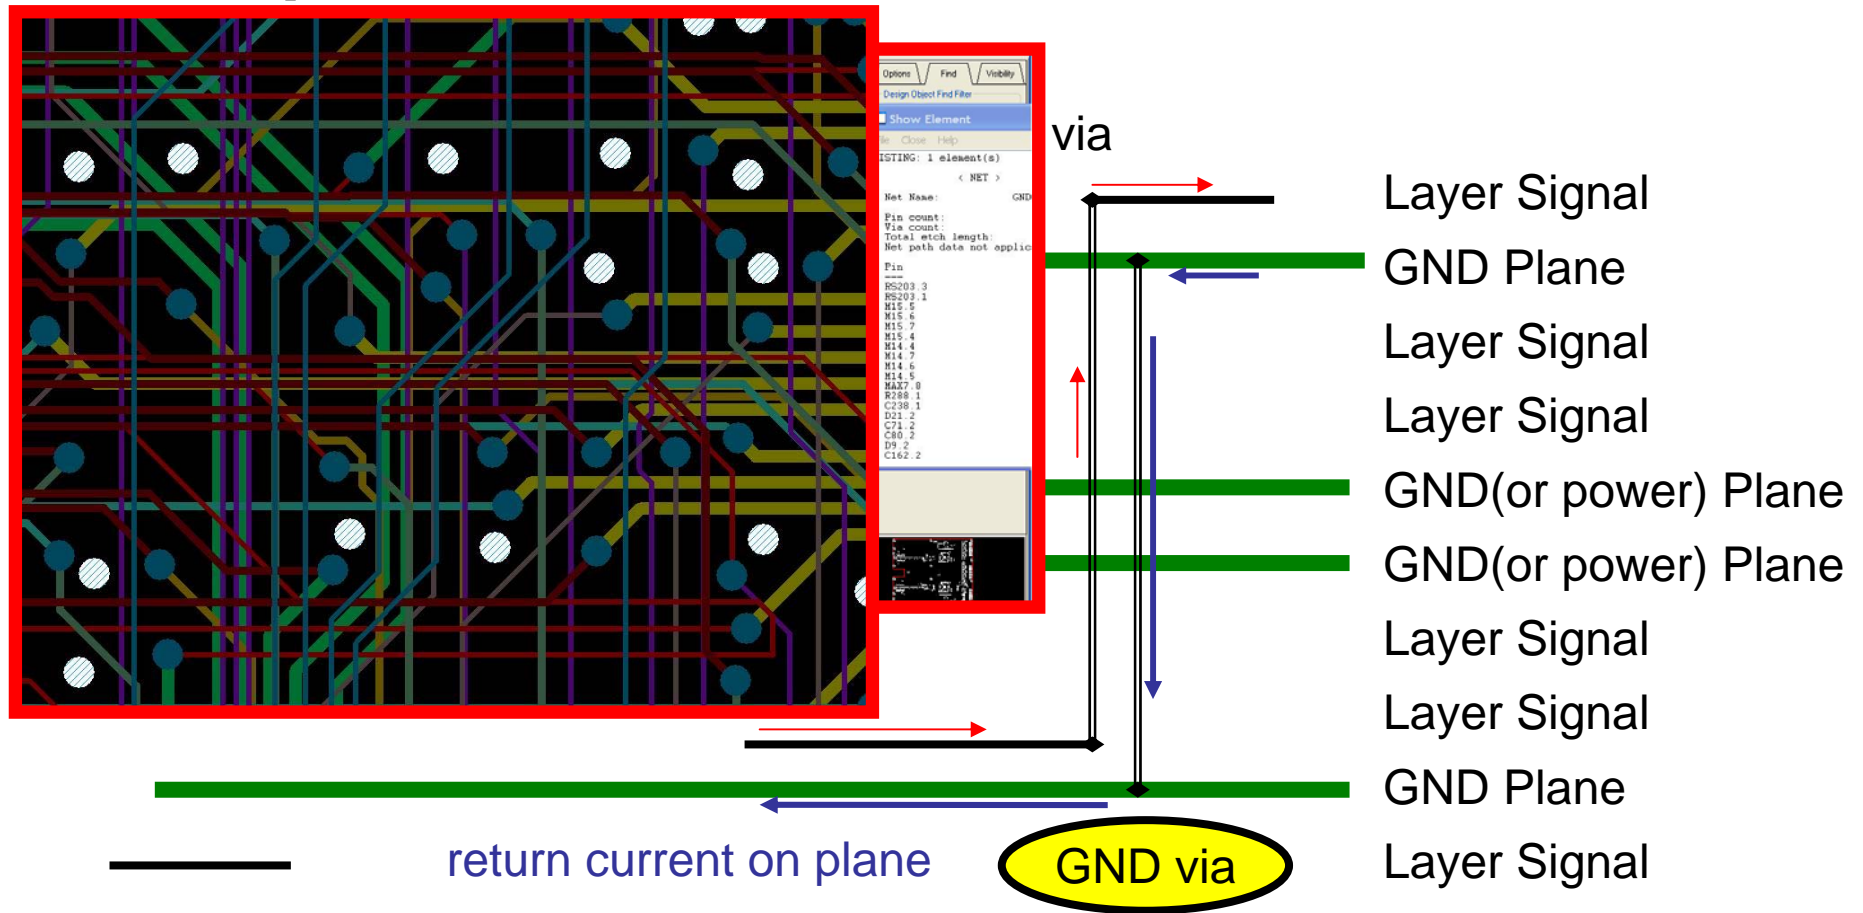 Options Find Visibility
Design Object Find Filter
Show Element
Close Help
ISTING: 1 element(s)
< NET >
Net Name: GND
Pin count:
Via count:
Total etch length:
Net path data not applic
Pin
---
RS203.3
RS203.1
M15.5
M15.6
M15.7
M15.4
M14.4
M14.7
M14.6
M14.5
MAX7.8
R288.1
C238.1
D21.2
C71.2
C80.2
D9.2
C162.2
via
Layer Signal
GND Plane
Layer Signal
Layer Signal
GND(or power) Plane
GND(or power) Plane
Layer Signal
Layer Signal
GND Plane
Layer Signal
return current on plane
GND via